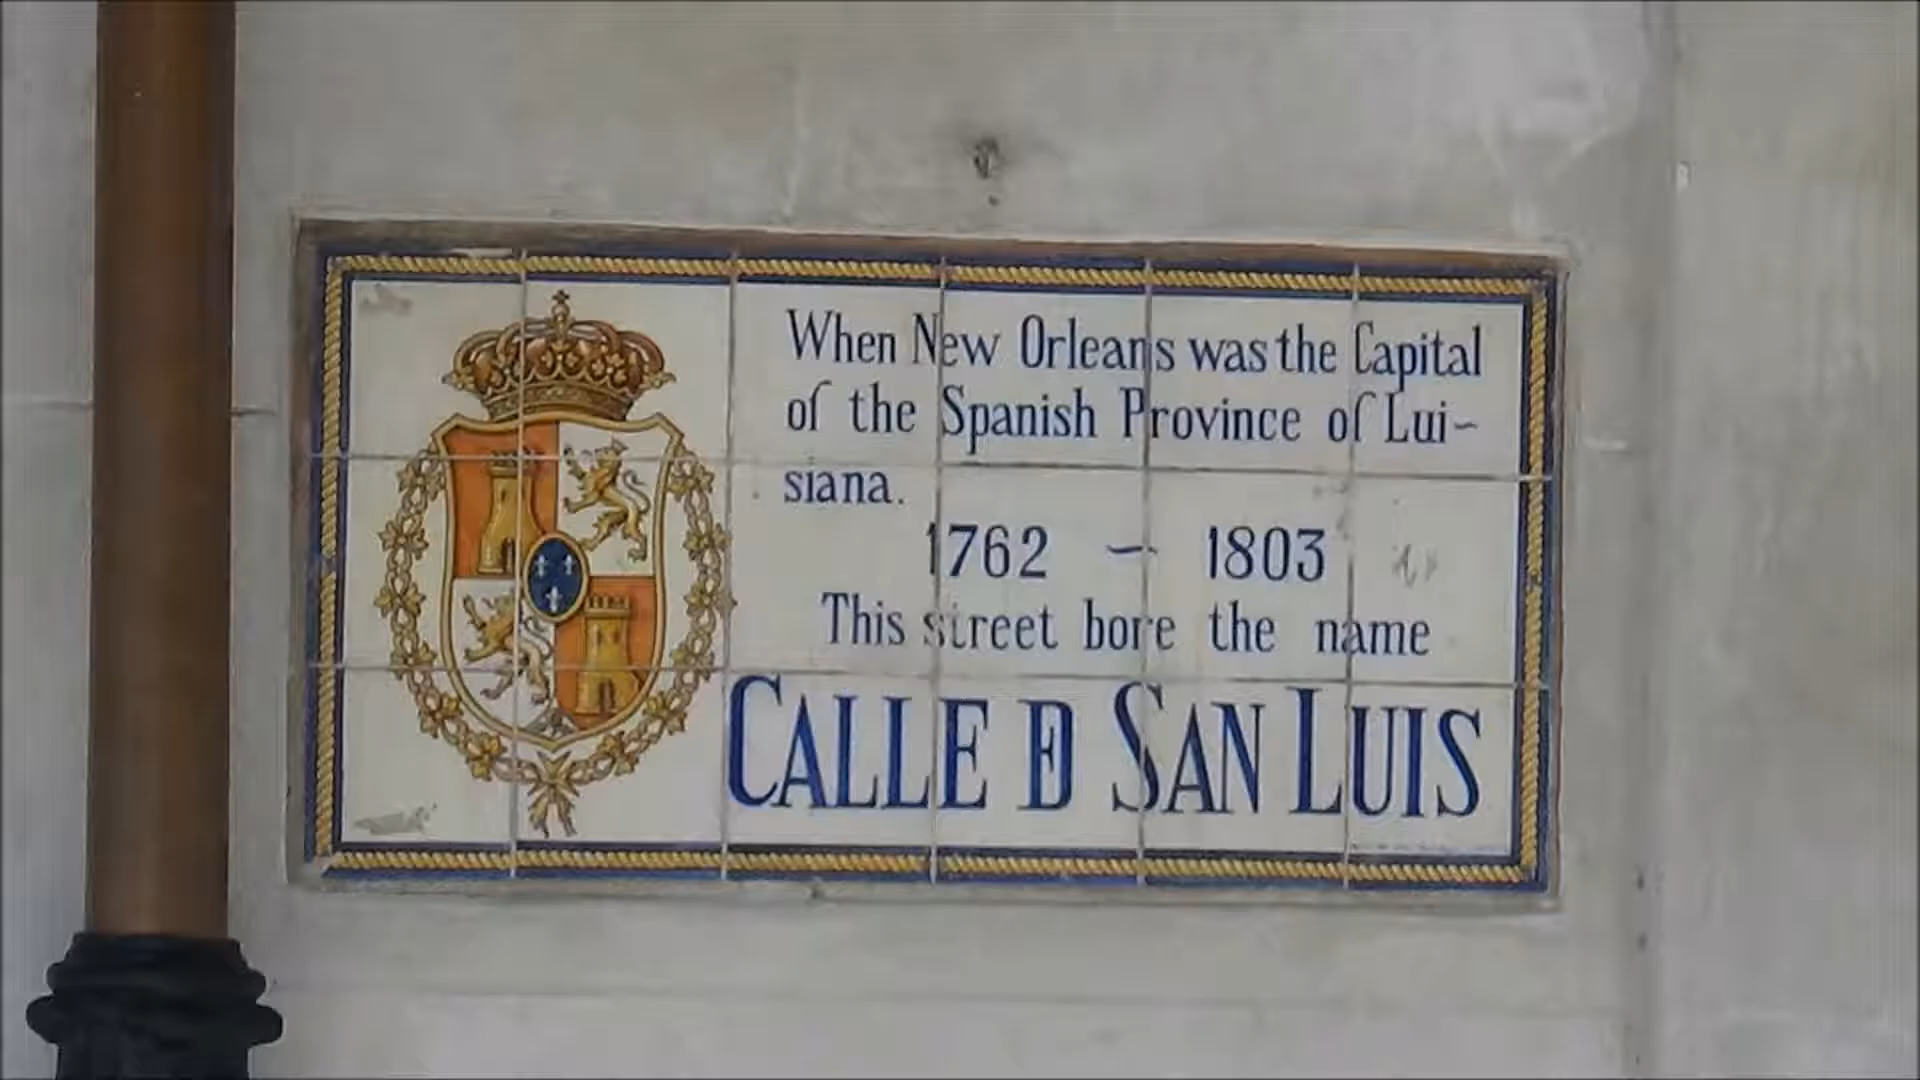 When New Orleans was the Capital
of the Spanish Province of Lui-
siana.
1762 - 1803
This street bore the name
CALLE D SAN LUIS